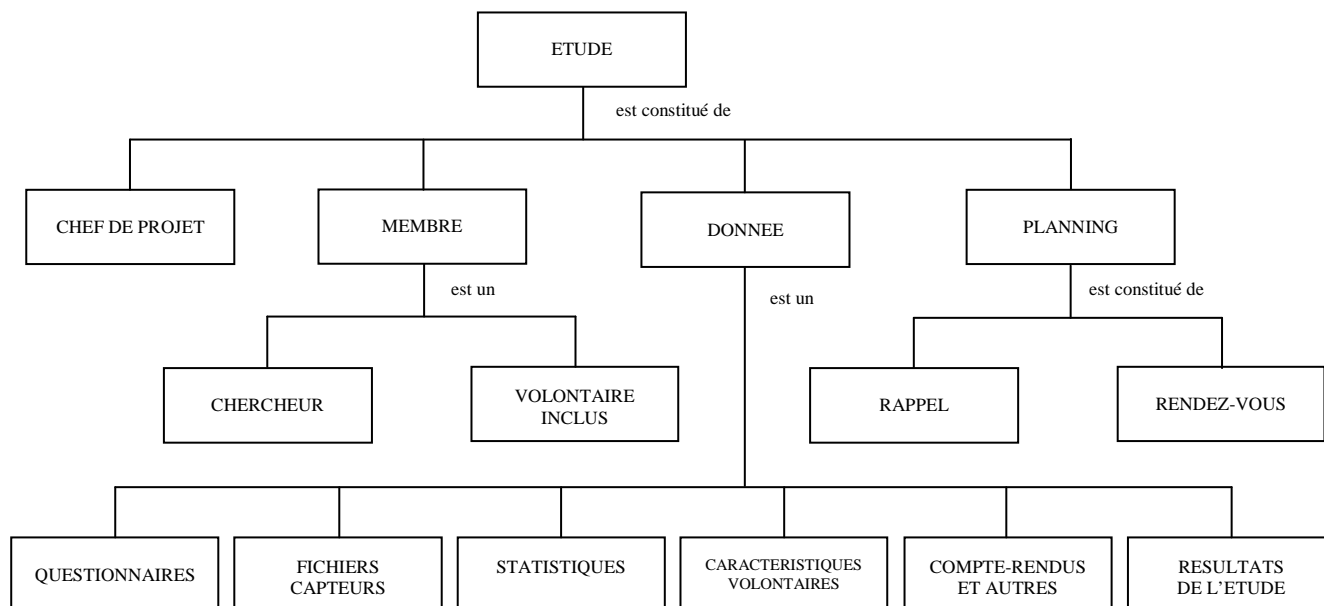 ETUDE
est constitué de
CHEF DE PROJET
MEMBRE
DONNEE
PLANNING
est un
est un
est constitué de
CHERCHEUR
VOLONTAIRE
INCLUS
RAPPEL
RENDEZ-VOUS
QUESTIONNAIRES
FICHIERS
CAPTEURS
STATISTIQUES
CARACTERISTIQUES
VOLONTAIRES
COMPTE-RENDUS
ET AUTRES
RESULTATS
DE L’ETUDE